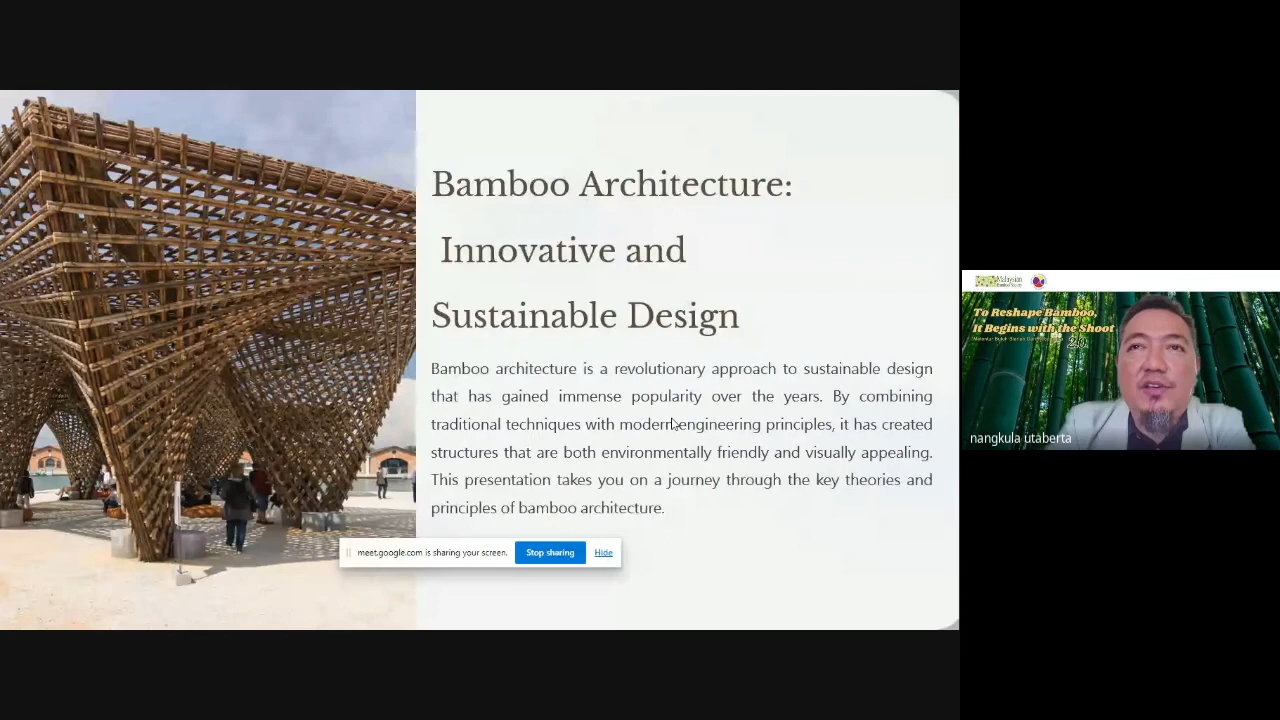 Bamboo Architecture:
Innovative and
Sustainable Design
Bamboo architecture is a revolutionary approach to sustainable design
that has gained immense popularity over the years. By combining
traditional techniques with modern engineering principles, it has created
structures that are both environmentally friendly and visually appealing.
This presentation takes you on a journey through the key theories and
principles of bamboo architecture.
meet.google.com is sharing your screen. Stop sharing Hide
Malaysian
To Reshape Bamboo,
It Begins with the Shoot
2.0
nangkula utaberta